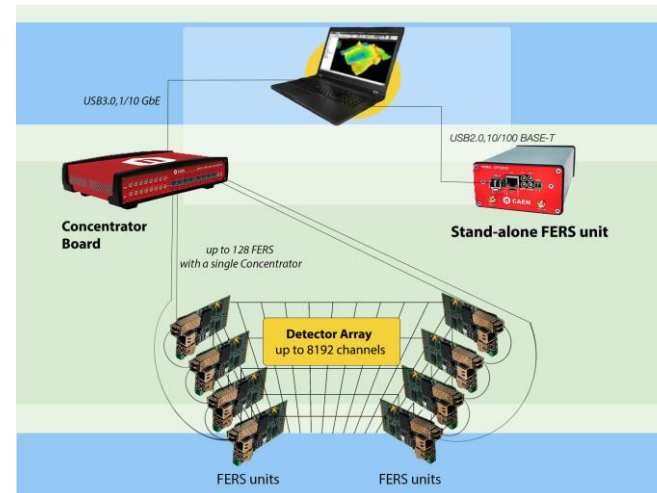 USB3.0,1/10 GbE
USB2.0,10/100 BASE-T
CAEN
Concentrator
Board
Stand-alone FERS unit
up to 128 FERS
with a single Concentrator
Detector Array
up to 8192 channels
FERS units
FERS units